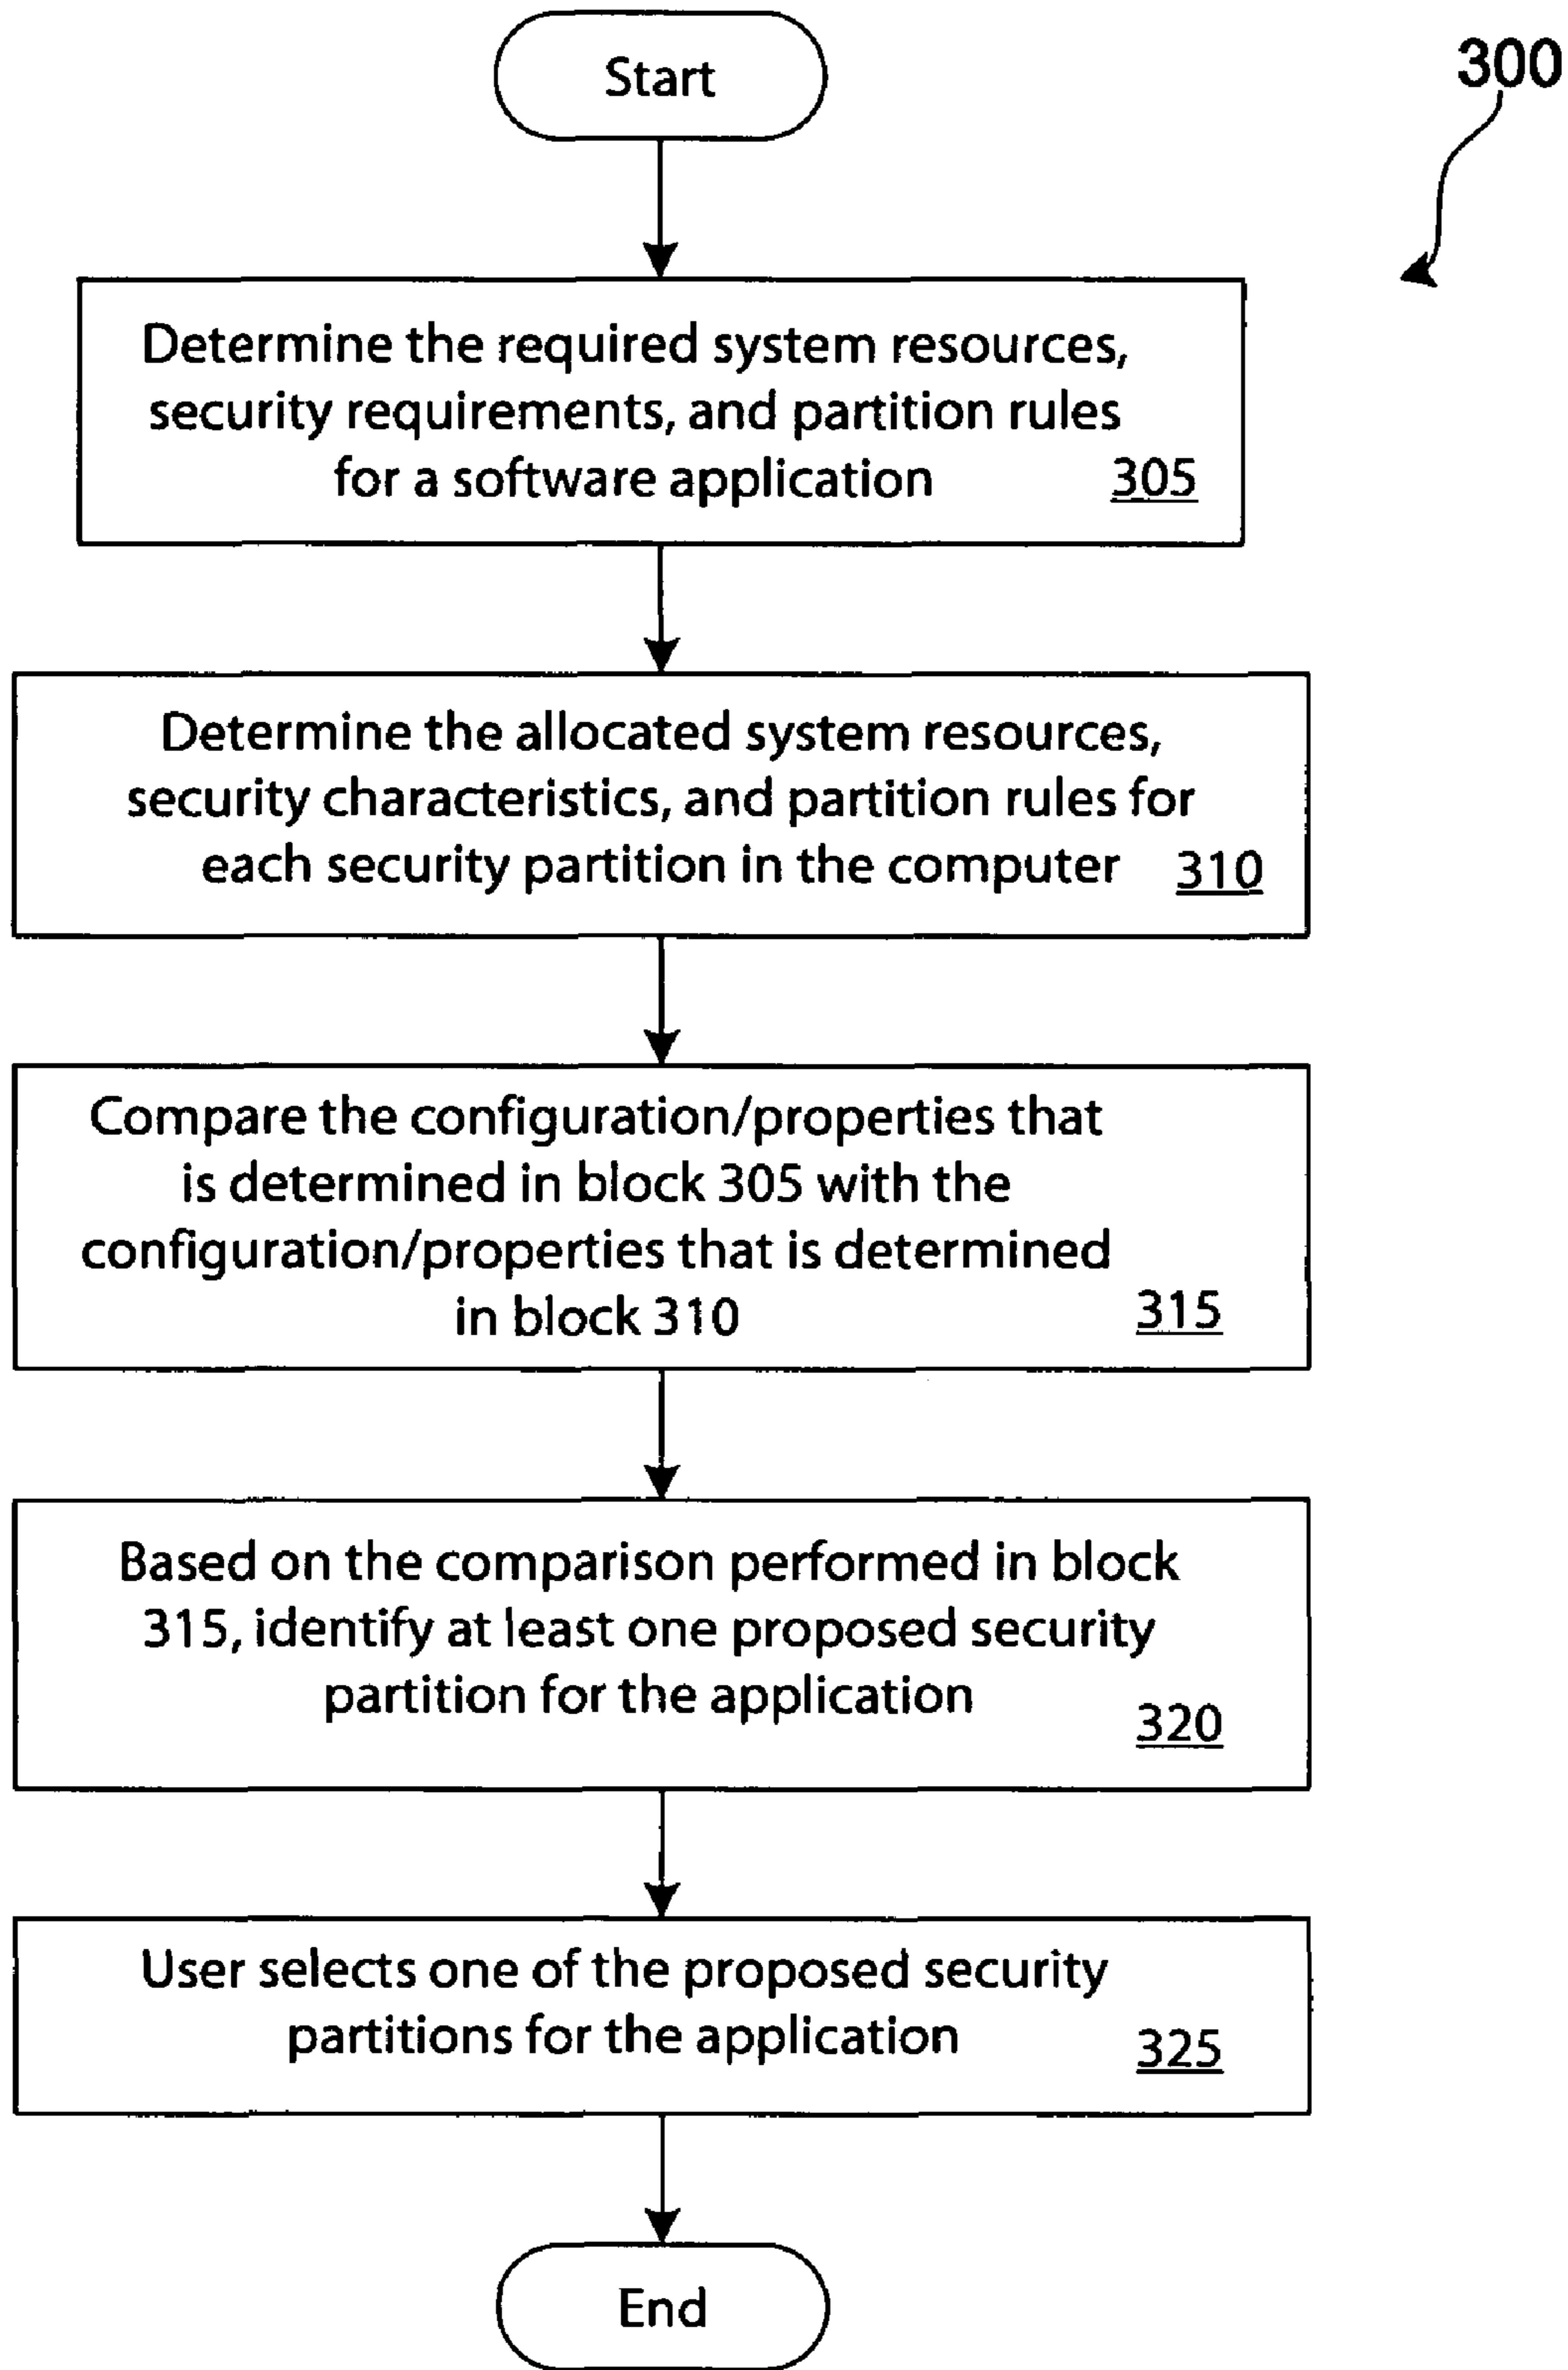 Start
300
Determine the required system resources,
security requirements, and partition rules
for a software application 305
Determine the allocated system resources,
security characteristics, and partition rules for
each security partition in the computer 310
Compare the configuration/properties that
is determined in block 305 with the
configuration/properties that is determined
in block 310 315
Based on the comparison performed in block
315, identify at least one proposed security
partition for the application
320
User selects one of the proposed security
partitions for the application 325
End